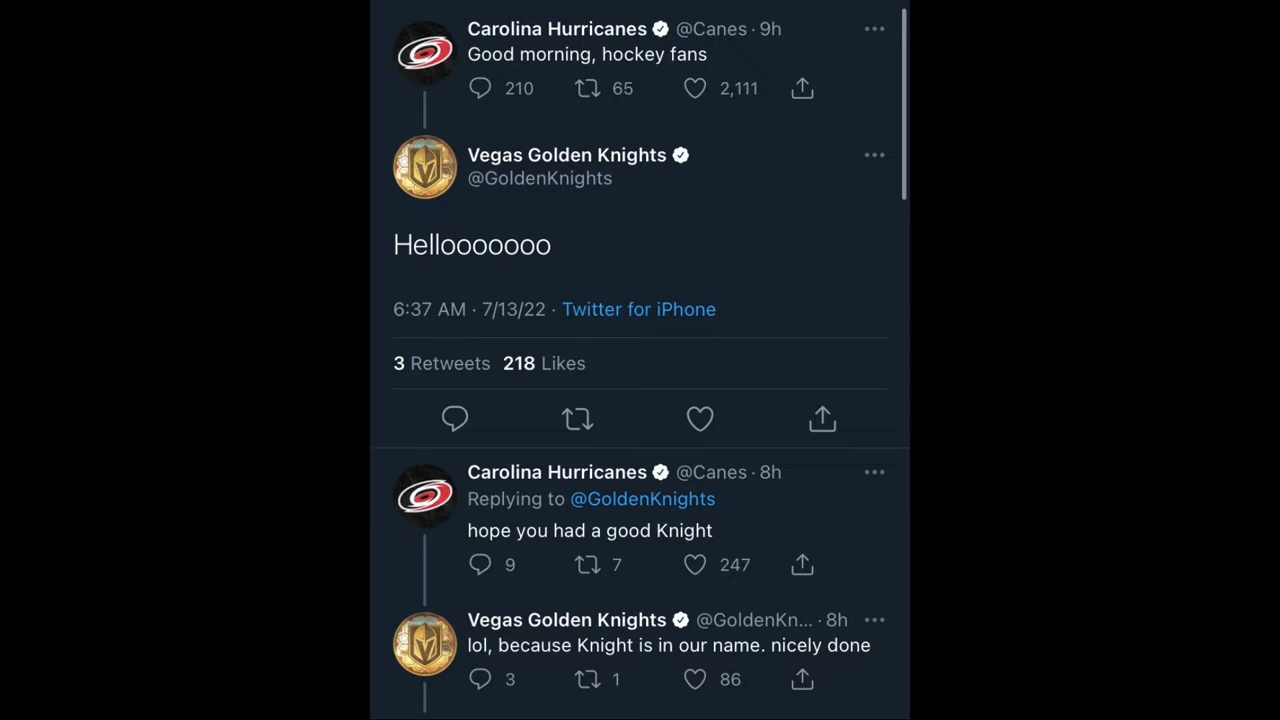 Carolina Hurricanes @Canes · 9h
Good morning, hockey fans
210 65 2,111
Vegas Golden Knights
@GoldenKnights
Hellooooooo
6:37 AM · 7/13/22 · Twitter for iPhone
3 Retweets 218 Likes
Carolina Hurricanes @Canes · 8h
Replying to @GoldenKnights
hope you had a good Knight
9 7 247
Vegas Golden Knights @GoldenKn... · 8h
lol, because Knight is in our name. nicely done
3 1 86